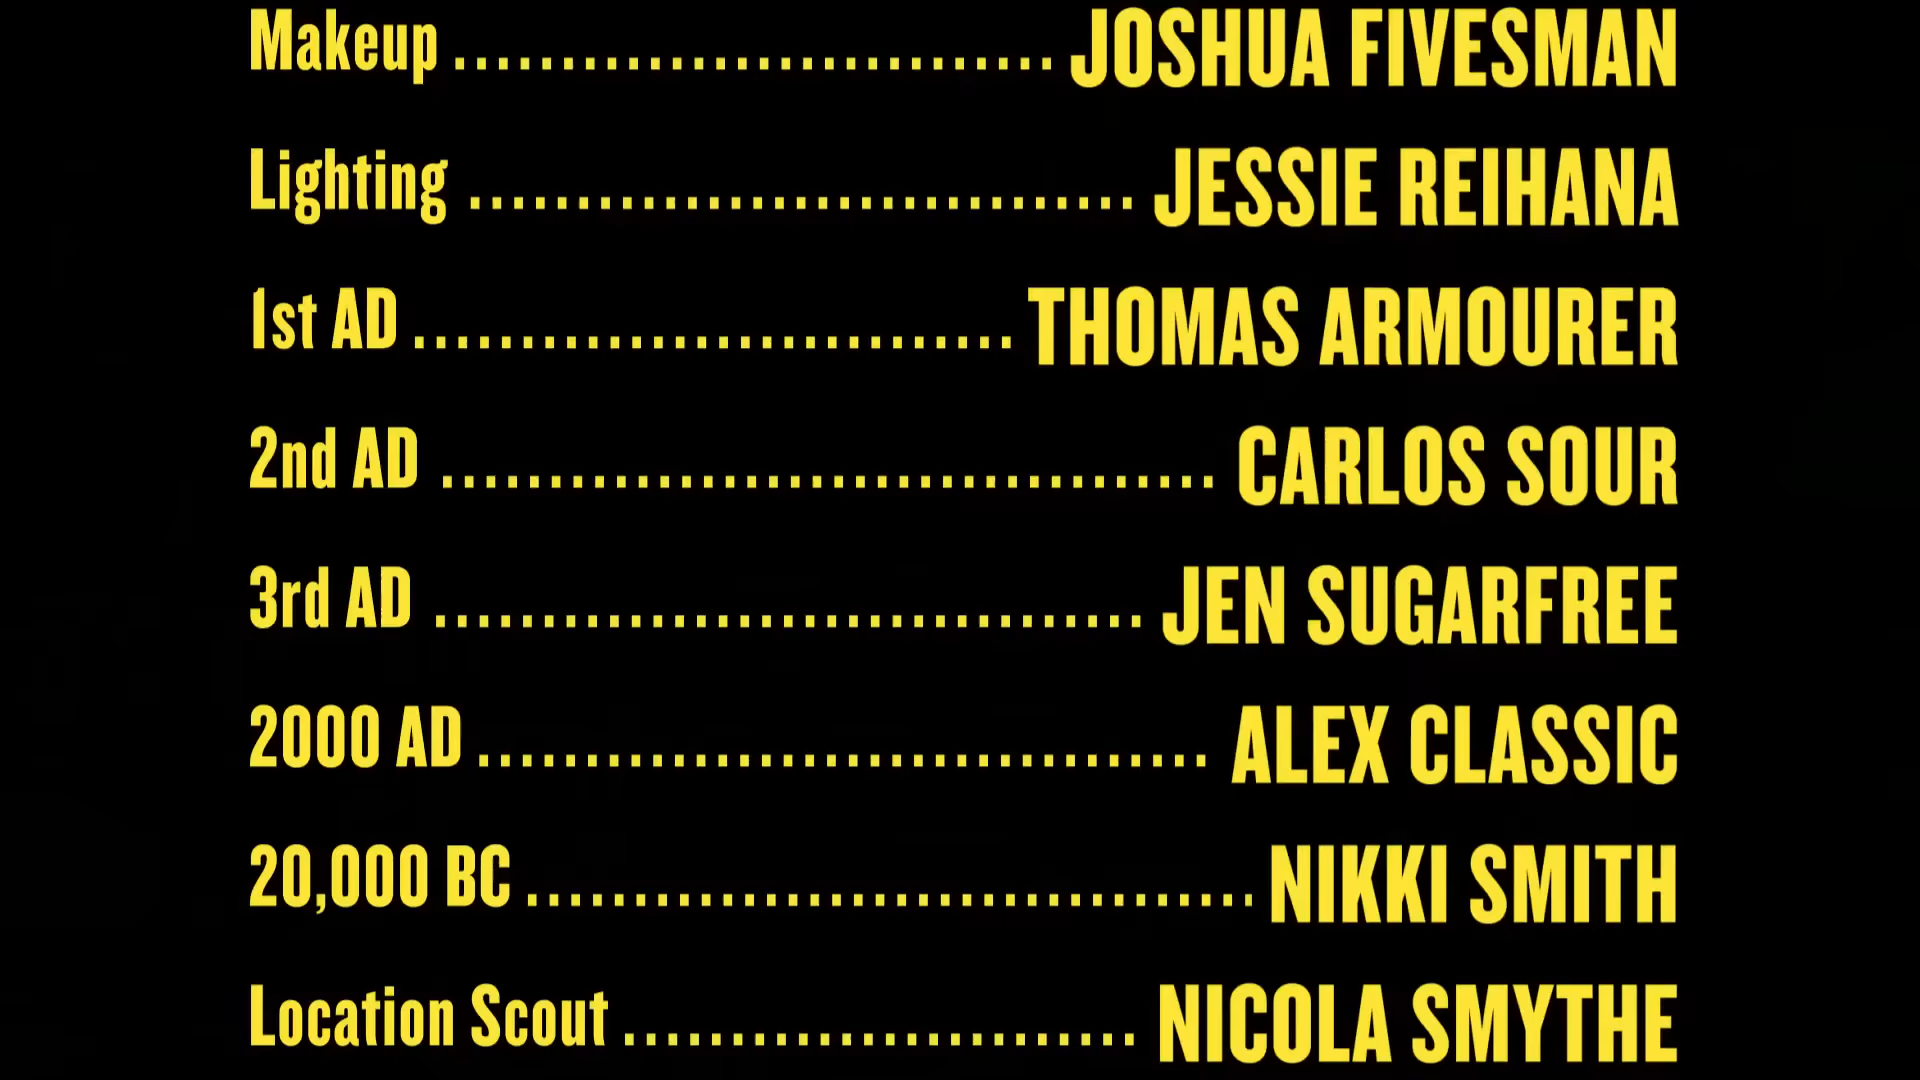 Makeup ............................ JOSHUA FIVESMAN
Lighting ................................ JESSIE REIHANA
1st AD ............................ THOMAS ARMOURER
2nd AD .................................... CARLOS SOUR
3rd AD ................................. JEN SUGARFREE
2000 AD .................................. ALEX CLASSIC
20,000 BC .................................. NIKKI SMITH
Location Scout ........................ NICOLA SMYTHE